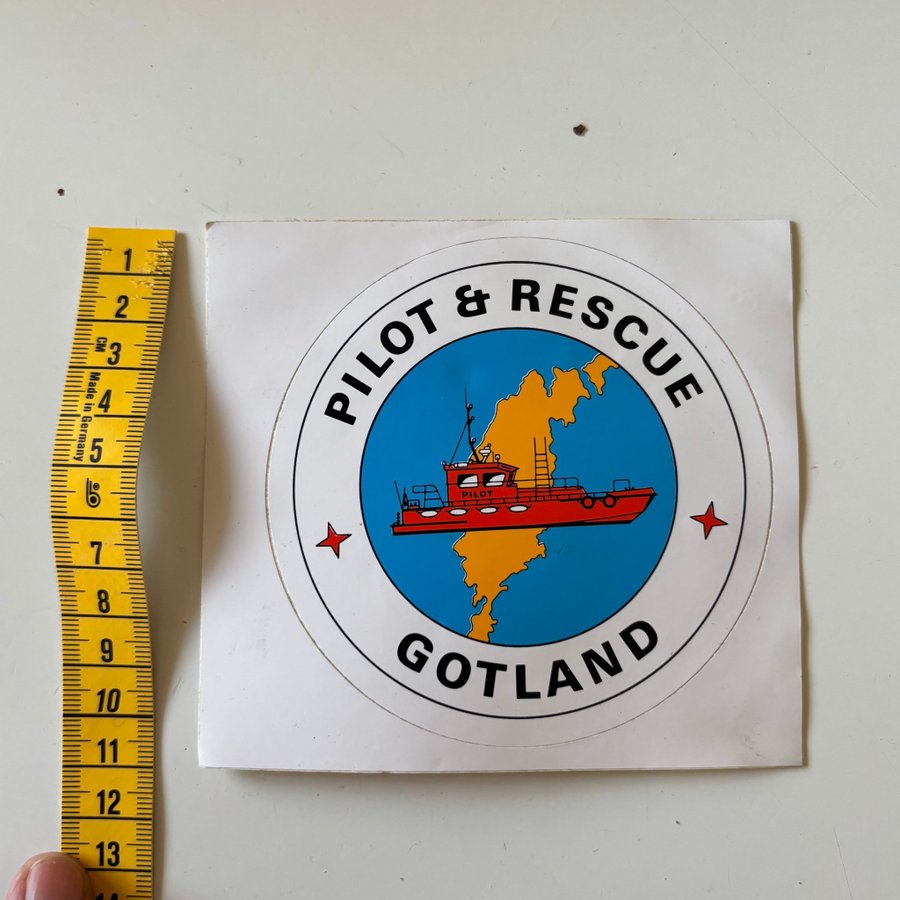 PILOT & RESCUE
PILOT
GOTLAND
1
2
CM
3
Made in Germany
4
5
6
7
8
9
10
11
12
13
14